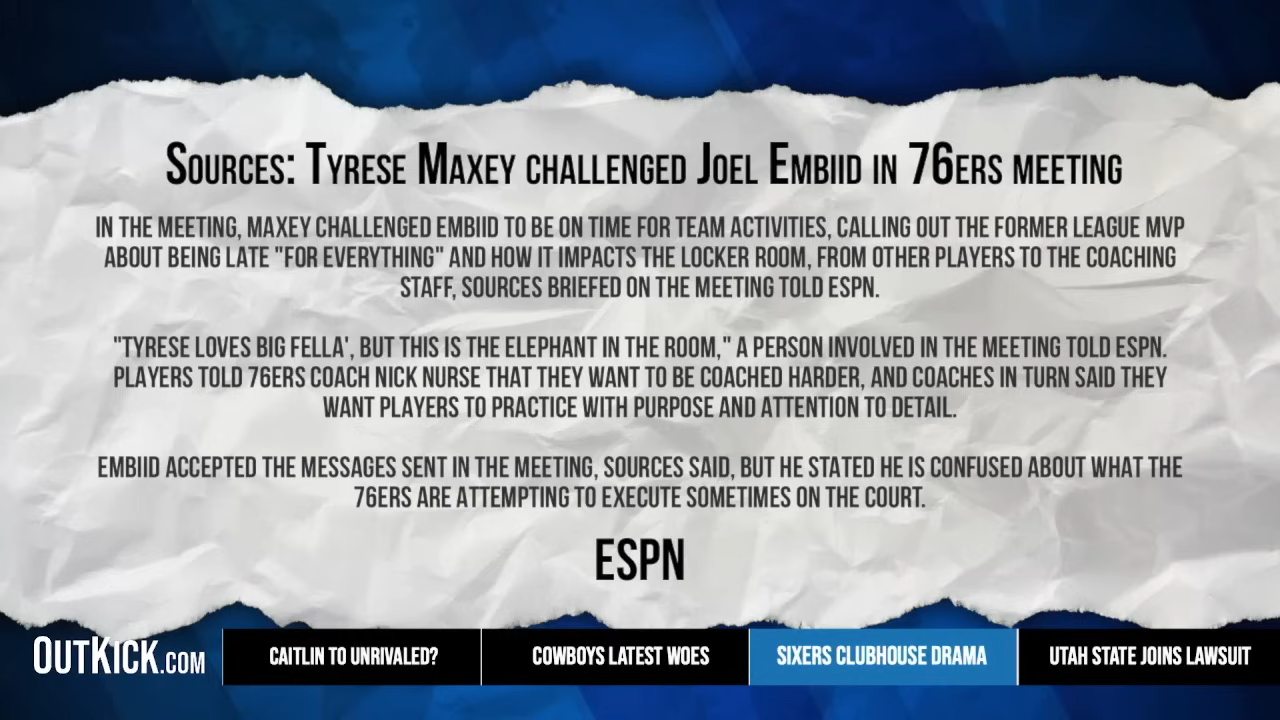 Sources: Tyrese Maxey challenged Joel Embiid in 76ers meeting
IN THE MEETING, MAXEY CHALLENGED EMBIID TO BE ON TIME FOR TEAM ACTIVITIES, CALLING OUT THE FORMER LEAGUE MVP
ABOUT BEING LATE "FOR EVERYTHING" AND HOW IT IMPACTS THE LOCKER ROOM, FROM OTHER PLAYERS TO THE COACHING
STAFF, SOURCES BRIEFED ON THE MEETING TOLD ESPN.
"TYRESE LOVES BIG FELLA', BUT THIS IS THE ELEPHANT IN THE ROOM," A PERSON INVOLVED IN THE MEETING TOLD ESPN.
PLAYERS TOLD 76ERS COACH NICK NURSE THAT THEY WANT TO BE COACHED HARDER, AND COACHES IN TURN SAID THEY
WANT PLAYERS TO PRACTICE WITH PURPOSE AND ATTENTION TO DETAIL.
EMBIID ACCEPTED THE MESSAGES SENT IN THE MEETING, SOURCES SAID, BUT HE STATED HE IS CONFUSED ABOUT WHAT THE
76ERS ARE ATTEMPTING TO EXECUTE SOMETIMES ON THE COURT.
ESPN
OUTKICK.COM
CAITLIN TO UNRIVALED?
COWBOYS LATEST WOES
SIXERS CLUBHOUSE DRAMA
UTAH STATE JOINS LAWSUIT